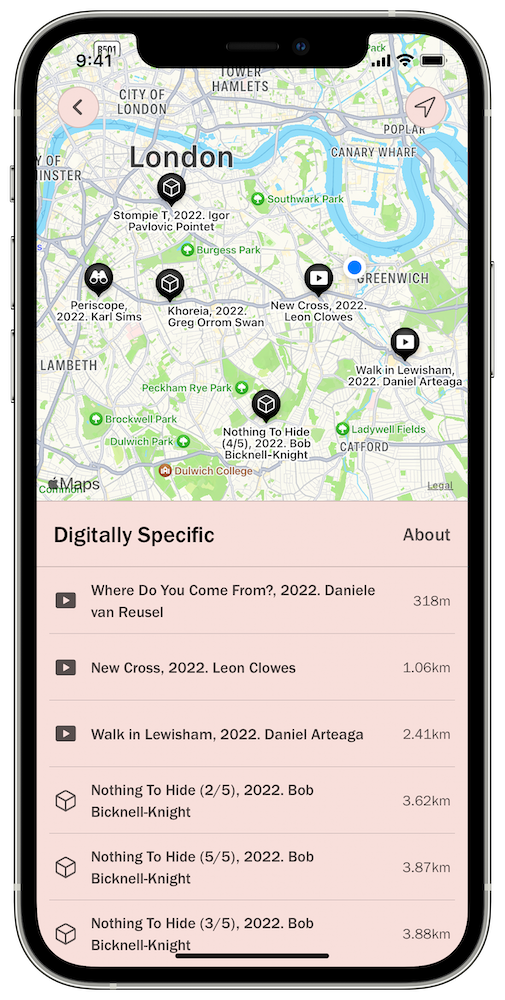 B501
9:41
Park
TOWER
HAMLETS
CITY OF
LONDON
POPLAR
CANARY WHARF
Y OF
MINSTER
London
Southwark Park
Stompie T, 2022. Igor
Pavlovic Pointet
Burgess Park
GREENWICH
Periscope,
2022. Karl Sims
Khoreia, 2022.
Greg Orrom Swan
New Cross, 2022.
Leon Clowes
LAMBETH
Walk in Lewisham,
2022. Daniel Arteaga
Peckham Rye Park
Brockwell Park
Nothing To Hide
(4/5), 2022. Bob
Bicknell-Knight
Ladywell Fields
Dulwich Park
CATFORD
Dulwich College
Maps
Common
Legal
Digitally Specific
About
Where Do You Come From?, 2022. Daniele
van Reusel
318m
New Cross, 2022. Leon Clowes
1.06km
Walk in Lewisham, 2022. Daniel Arteaga
2.41km
Nothing To Hide (2/5), 2022. Bob
Bicknell-Knight
3.62km
Nothing To Hide (5/5), 2022. Bob
Bicknell-Knight
3.87km
Nothing To Hide (3/5), 2022. Bob
Bicknell-Knight
3.88km